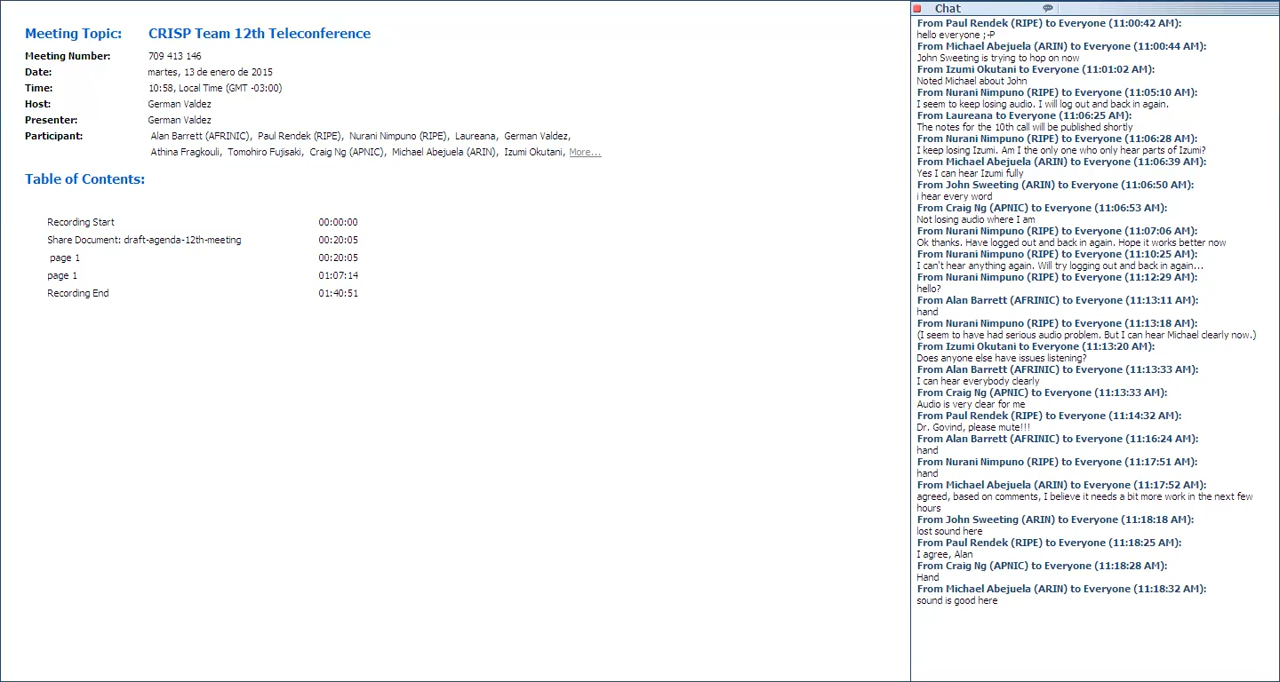 Meeting Topic: CRISP Team 12th Teleconference
Meeting Number: 709 413 146
Date: martes, 13 de enero de 2015
Time: 10:58, Local Time (GMT -03:00)
Host: German Valdez
Presenter: German Valdez
Participant: Alan Barrett (AFRINIC), Paul Rendek (RIPE), Nurani Nimpuno (RIPE), Laureana, German Valdez,
Athina Fragkouli, Tomohiro Fujisaki, Craig Ng (APNIC), Michael Abejuela (ARIN), Izumi Okutani, More...
Table of Contents:
Recording Start 00:00:00
Share Document: draft-agenda-12th-meeting 00:20:05
page 1 00:20:05
page 1 01:07:14
Recording End 01:40:51
Chat
From Paul Rendek (RIPE) to Everyone (11:00:42 AM):
hello everyone ;-P
From Michael Abejuela (ARIN) to Everyone (11:00:44 AM):
John Sweeting is trying to hop on now
From Izumi Okutani to Everyone (11:01:02 AM):
Noted Michael about John
From Nurani Nimpuno (RIPE) to Everyone (11:05:10 AM):
I seem to keep losing audio. I will log out and back in again.
From Laureana to Everyone (11:06:25 AM):
The notes for the 10th call will be published shortly
From Nurani Nimpuno (RIPE) to Everyone (11:06:28 AM):
I keep losing Izumi. Am I the only one who only hear parts of Izumi?
From Michael Abejuela (ARIN) to Everyone (11:06:39 AM):
Yes I can hear Izumi fully
From John Sweeting (ARIN) to Everyone (11:06:50 AM):
i hear every word
From Craig Ng (APNIC) to Everyone (11:06:53 AM):
Not losing audio where I am
From Nurani Nimpuno (RIPE) to Everyone (11:07:06 AM):
Ok thanks. Have logged out and back in again. Hope it works better now
From Nurani Nimpuno (RIPE) to Everyone (11:10:25 AM):
I can't hear anything again. Will try logging out and back in again...
From Nurani Nimpuno (RIPE) to Everyone (11:12:29 AM):
hello?
From Alan Barrett (AFRINIC) to Everyone (11:13:11 AM):
hand
From Nurani Nimpuno (RIPE) to Everyone (11:13:18 AM):
(I seem to have had serious audio problem. But I can hear Michael clearly now.)
From Izumi Okutani to Everyone (11:13:20 AM):
Does anyone else have issues listening?
From Alan Barrett (AFRINIC) to Everyone (11:13:33 AM):
I can hear everybody clearly
From Craig Ng (APNIC) to Everyone (11:13:33 AM):
Audio is very clear for me
From Paul Rendek (RIPE) to Everyone (11:14:32 AM):
Dr. Govind, please mute!!!
From Alan Barrett (AFRINIC) to Everyone (11:16:24 AM):
hand
From Nurani Nimpuno (RIPE) to Everyone (11:17:51 AM):
hand
From Michael Abejuela (ARIN) to Everyone (11:17:52 AM):
agreed, based on comments, I believe it needs a bit more work in the next few
hours
From John Sweeting (ARIN) to Everyone (11:18:18 AM):
lost sound here
From Paul Rendek (RIPE) to Everyone (11:18:25 AM):
I agree, Alan
From Craig Ng (APNIC) to Everyone (11:18:28 AM):
Hand
From Michael Abejuela (ARIN) to Everyone (11:18:32 AM):
sound is good here